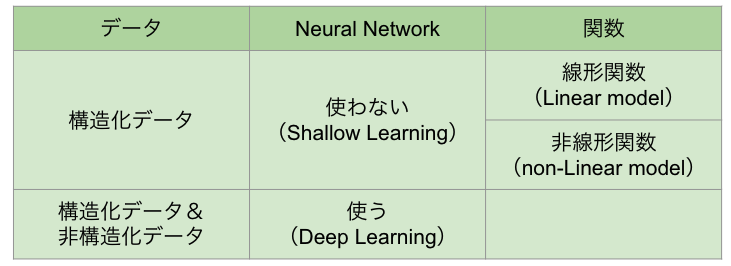 データ
Neural Network
関数
構造化データ
使わない
（Shallow Learning）
線形関数
（Linear model）
非線形関数
（non-Linear model）
構造化データ＆
非構造化データ
使う
（Deep Learning）